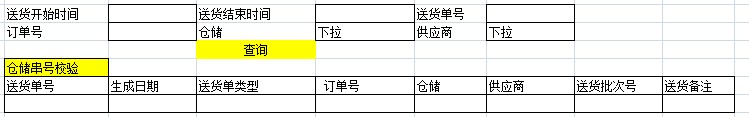 送货开始时间 送货结束时间 送货单号
订单号 仓储 下拉 供应商 下拉
查询
仓储串号校验
送货单号 生成日期 送货单类型 订单号 仓储 供应商 送货批次号 送货备注